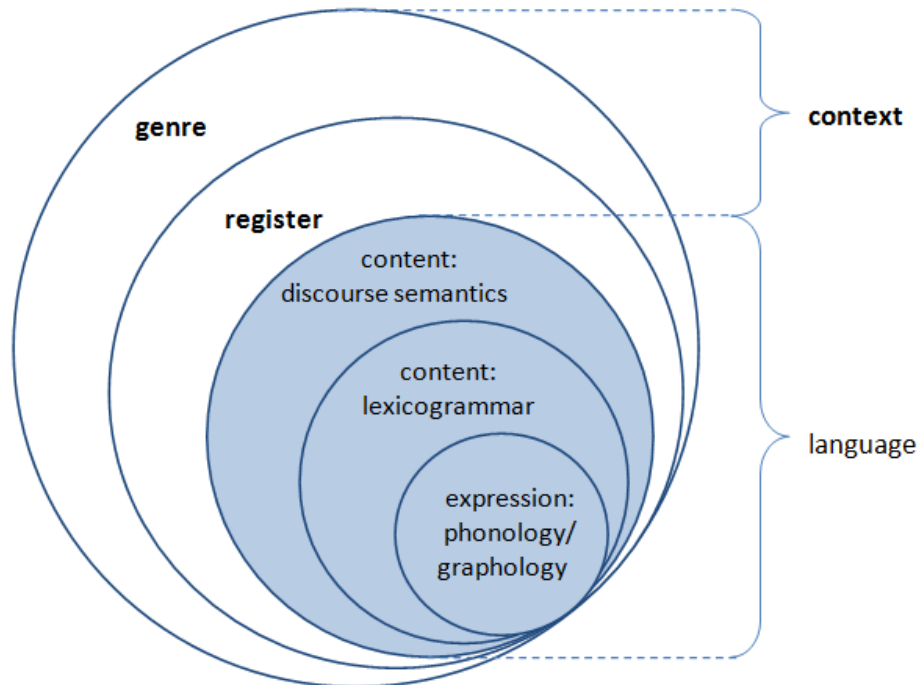 genre
context
register
content:
discourse semantics
content:
lexicogrammar
language
expression:
phonology/
graphology